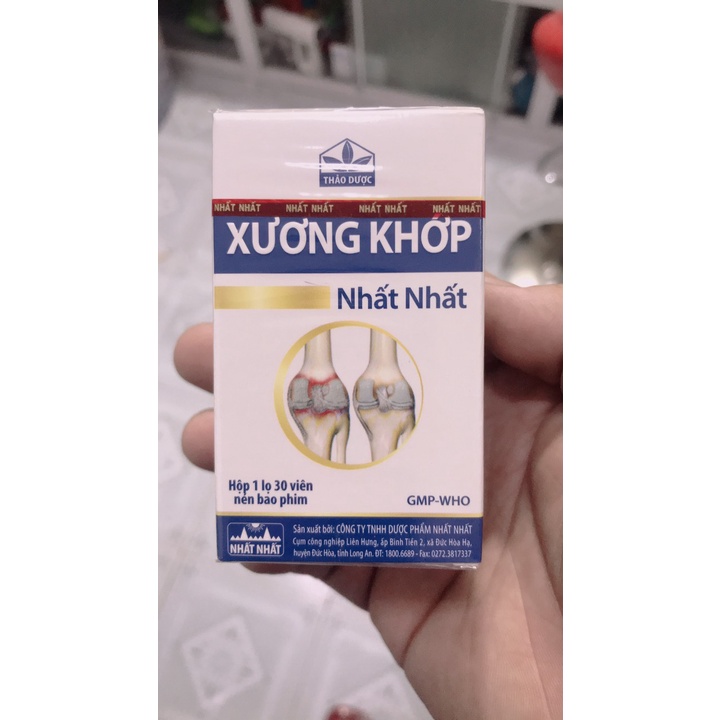 THẢO DƯỢC
NHẤT NHẤT NHẤT NHẤT NHẤT NHẤT NHẤT NHẤT
XƯƠNG KHỚP
Nhất Nhất
Hộp 1 lọ 30 viên
nén bao phim
GMP-WHO
NHẤT NHẤT
Sản xuất bởi: CÔNG TY TNHH DƯỢC PHẨM NHẤT NHẤT
Cụm công nghiệp Liên Hưng, ấp Bình Tiền 2, xã Đức Hòa Hạ,
huyện Đức Hòa, tỉnh Long An. ĐT: 1800.6689 - Fax: 0272.3817337